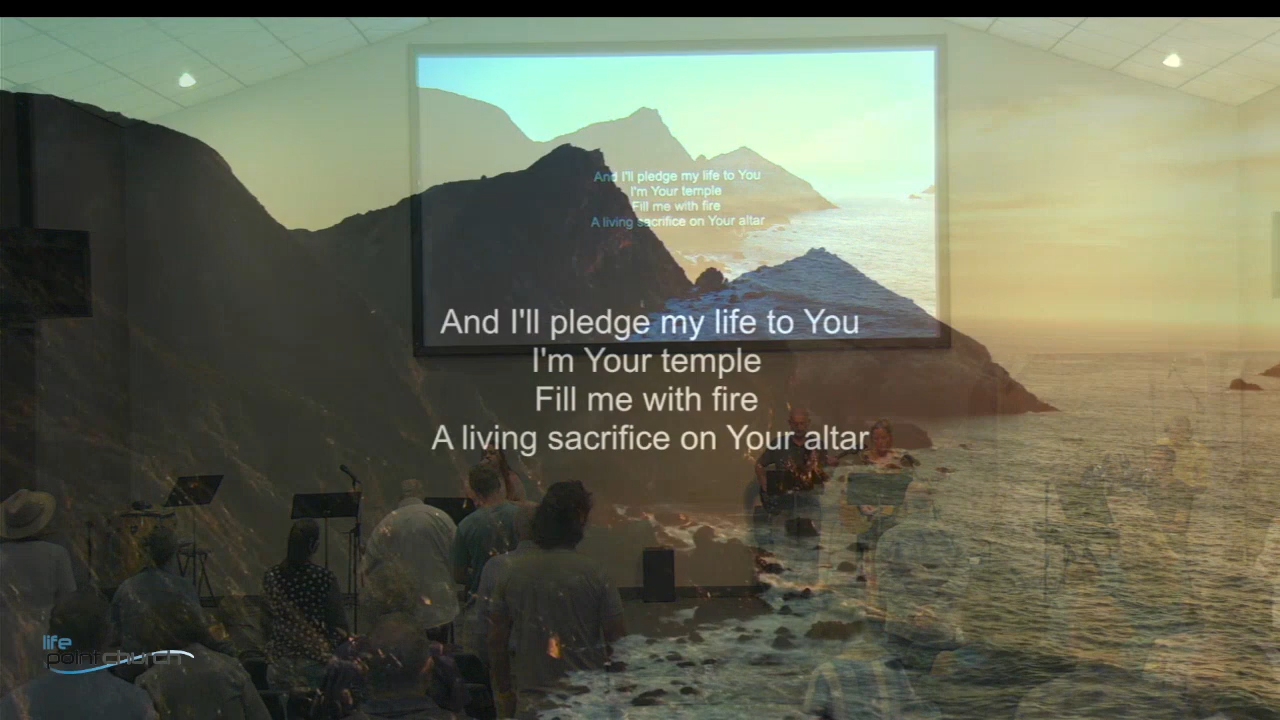 And I'll pledge my life to You
I'm Your temple
Fill me with fire
A living sacrifice on Your altar
And I'll pledge my life to You
I'm Your temple
Fill me with fire
A living sacrifice on Your altar
life
pointchurch